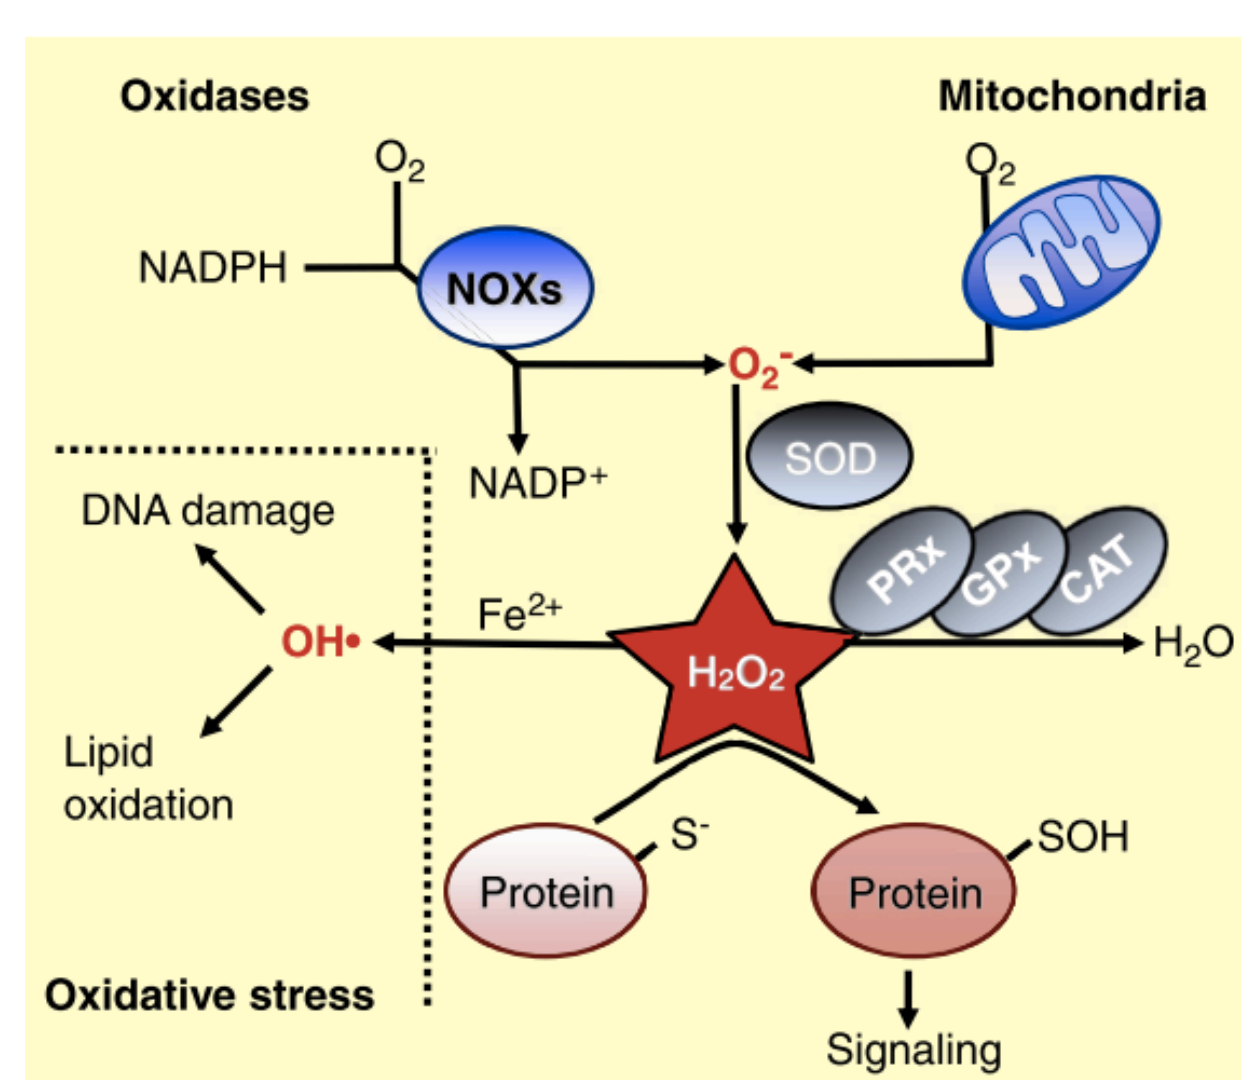 Oxidases
Mitochondria
O₂
O₂
NADPH
NOXs
O₂⁻
SOD
NADP⁺
DNA damage
PRx
GPx
CAT
Fe²⁺
OH•
H₂O₂
H₂O
Lipid
oxidation
S⁻
SOH
Protein
Protein
Oxidative stress
Signaling